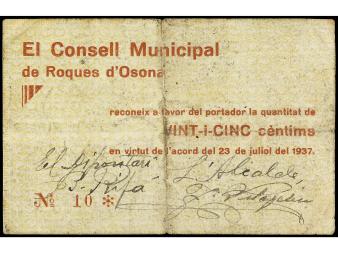 El Consell Municipal
de Roques d'Osona
reconeix a favor del portador la quantitat de
VINT-i-CINC cèntims
en virtut de l'acord del 23 de juliol del 1937.
El Dipositari L'Alcalde,
P. Rifá
Nº 10 *